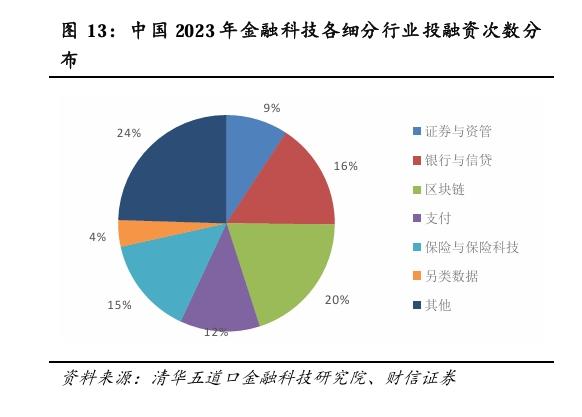 图 13：中国 2023 年金融科技各细分行业投融资次数分
布
9%
16%
20%
12%
15%
4%
24%
证券与资管
银行与信贷
区块链
支付
保险与保险科技
另类数据
其他
资料来源：清华五道口金融科技研究院、财信证券